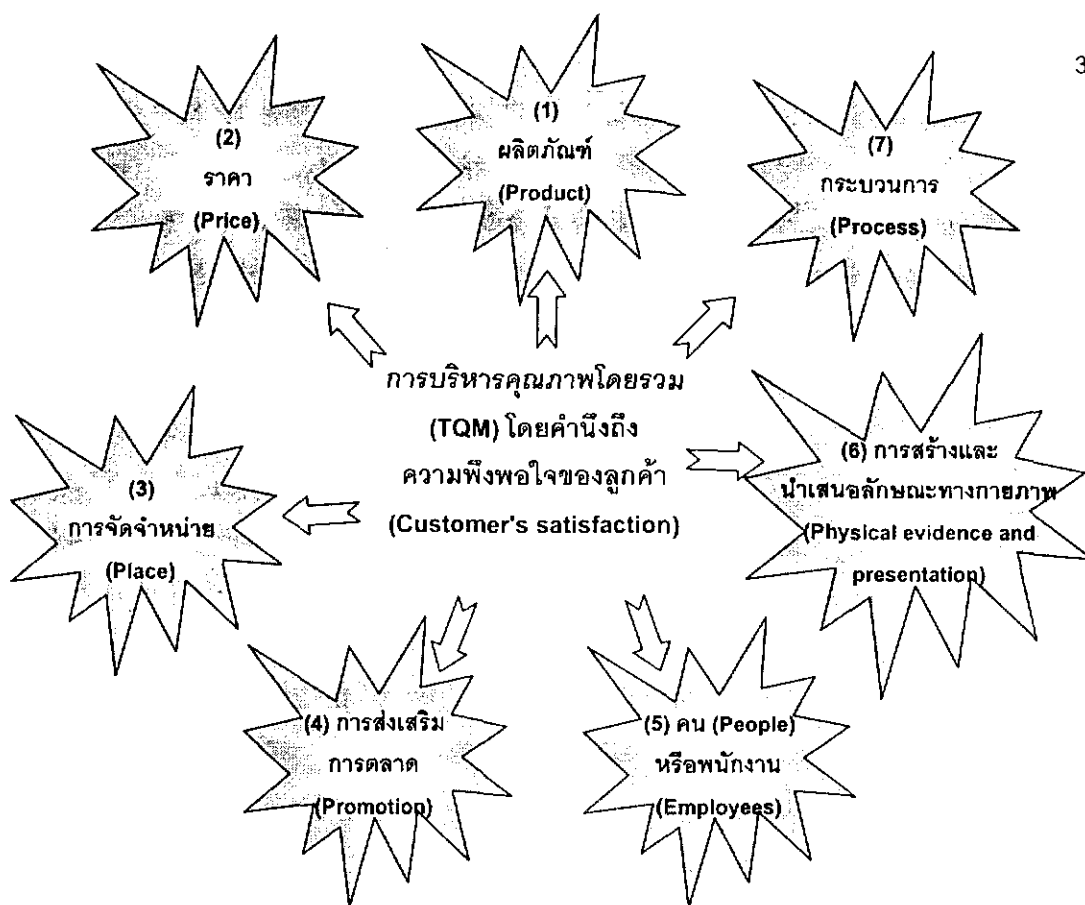 3
(1)
ผลิตภัณฑ์
(Product)
(2)
ราคา
(Price)
(7)
กระบวนการ
(Process)
การบริหารคุณภาพโดยรวม
(TQM) โดยคำนึงถึง
ความพึงพอใจของลูกค้า
(Customer's satisfaction)
(3)
การจัดจำหน่าย
(Place)
(6) การสร้างและ
นำเสนอลักษณะทางกายภาพ
(Physical evidence and
presentation)
(4) การส่งเสริม
การตลาด
(Promotion)
(5) คน (People)
หรือพนักงาน
(Employees)